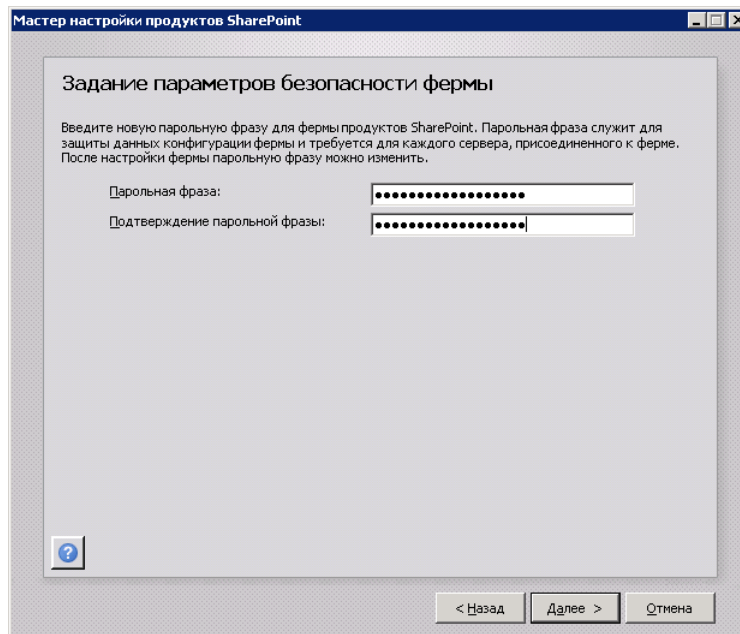 Мастер настройки продуктов SharePoint
Задание параметров безопасности фермы
Введите новую парольную фразу для фермы продуктов SharePoint. Парольная фраза служит для
защиты данных конфигурации фермы и требуется для каждого сервера, присоединенного к ферме.
После настройки фермы парольную фразу можно изменить.
Парольная фраза: ●●●●●●●●●●●●●●●●●●
Подтверждение парольной фразы: ●●●●●●●●●●●●●●●●●●
?
< Назад Далее > Отмена